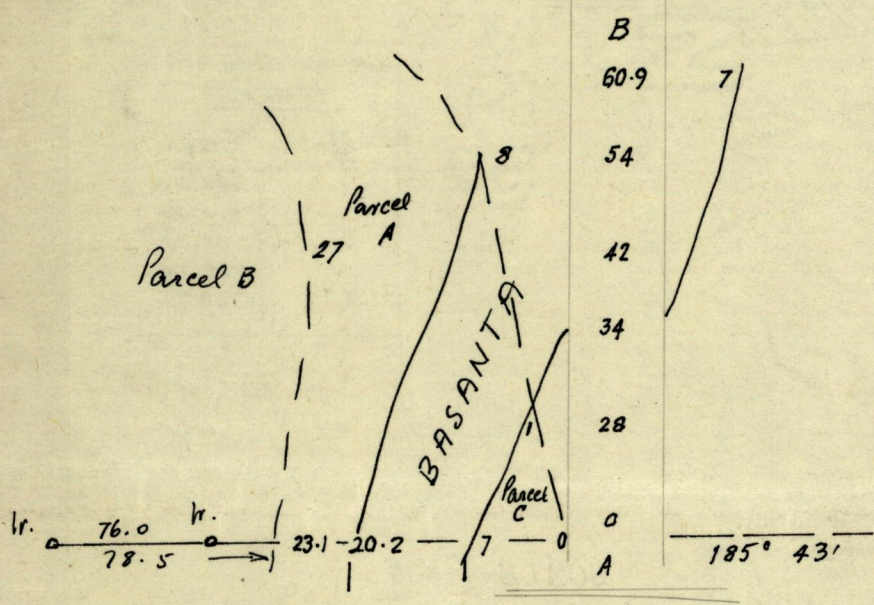 B
60.9 7
8 54
Parcel
A
27 42
Parcel B
34
BASANTA
1 28
Parcel
C
0
Ir. 76.0 Ir.
78.5 23.1 - 20.2 — 7 — 0 A 185° 43'